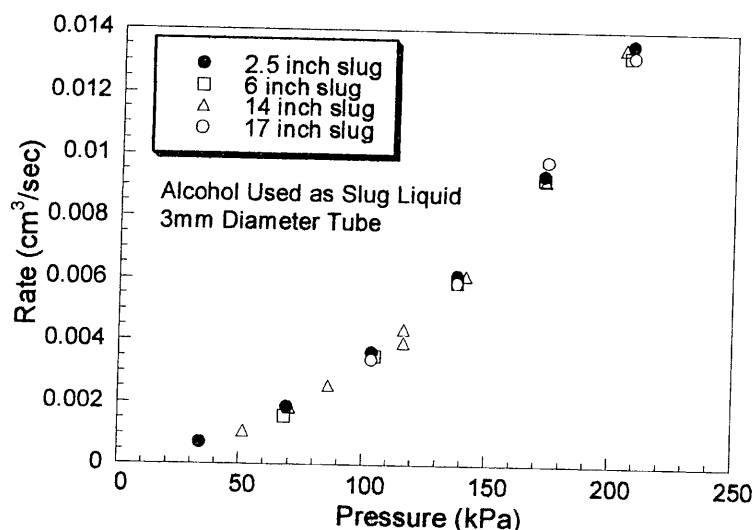 0.014
0.012
0.01
0.008
0.006
0.004
0.002
0
Rate (cm³/sec)
2.5 inch slug
6 inch slug
14 inch slug
17 inch slug
Alcohol Used as Slug Liquid
3mm Diameter Tube
0 50 100 150 200 250
Pressure (kPa)